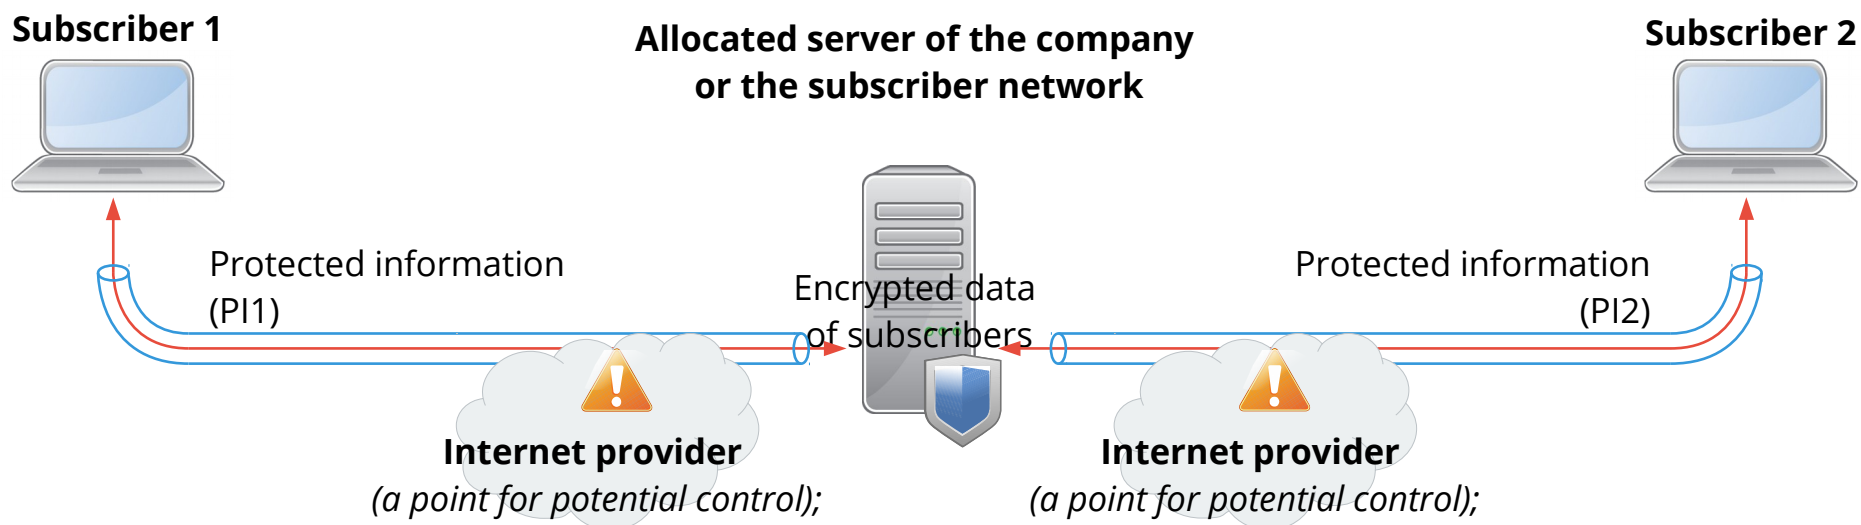 Subscriber 1
Allocated server of the company
or the subscriber network
Subscriber 2
Protected information
(PI1)
Encrypted data
of subscribers
Protected information
(PI2)
Internet provider
(a point for potential control);
Internet provider
(a point for potential control);